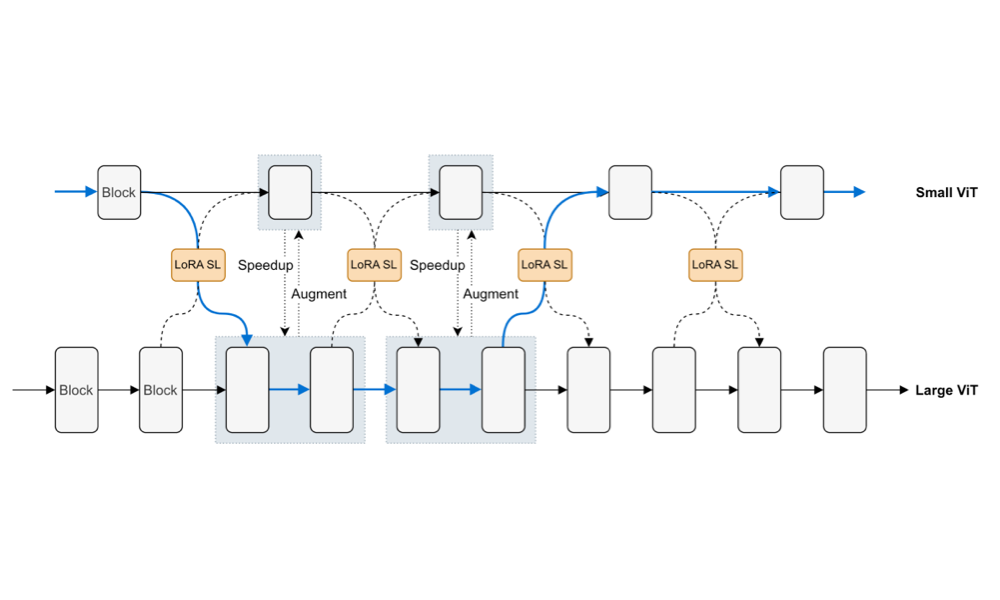 Block
Small ViT
LoRA SL
LoRA SL
LoRA SL
LoRA SL
Speedup
Speedup
Augment
Augment
Block
Block
Large ViT